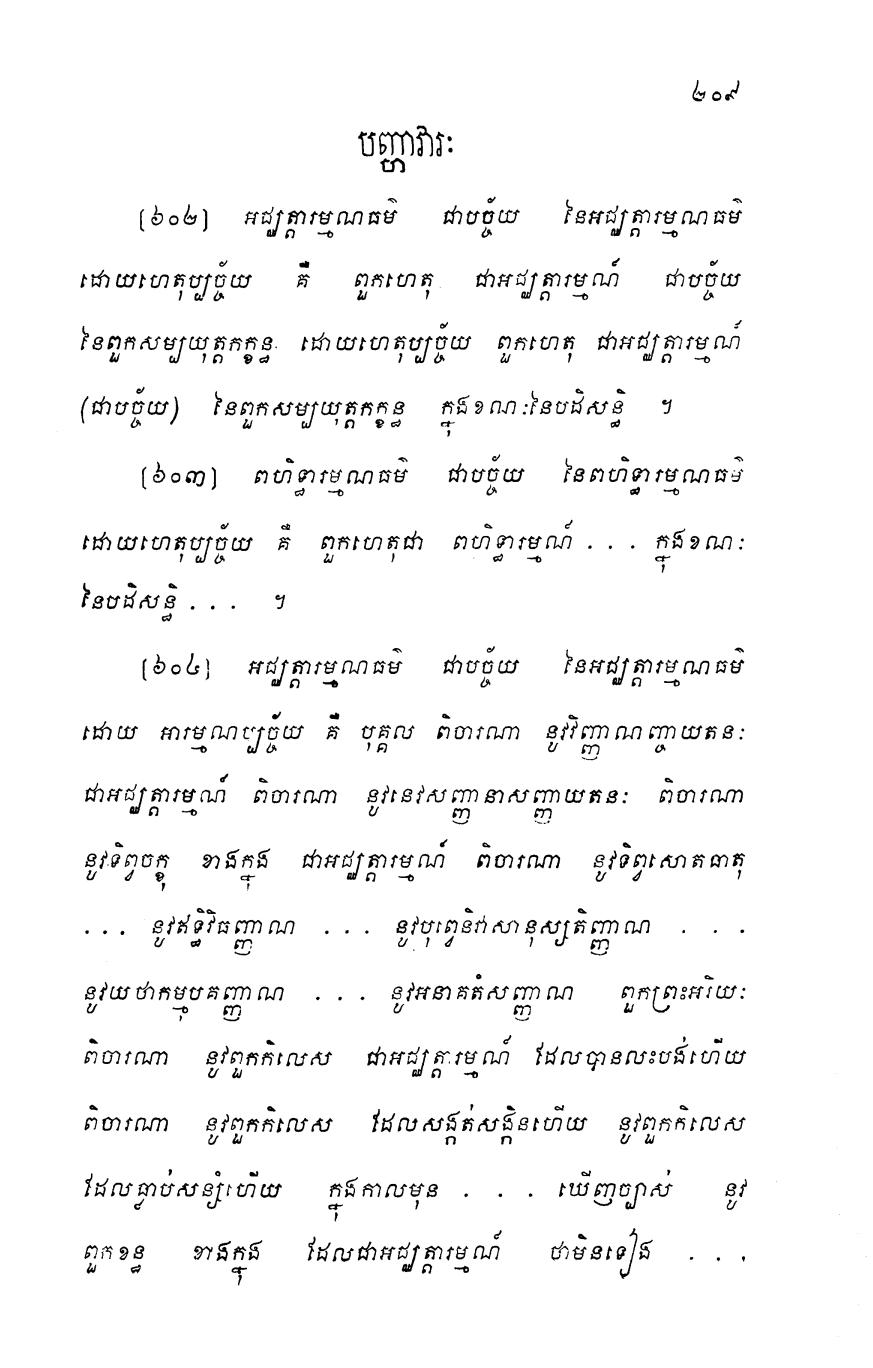 ២០៩
បញ្ហាវារៈ
[៦០២] អជ្ឈត្តារម្មណធម៌ ជាបច្ច័យ នៃអជ្ឈត្តារម្មណធម៌
ដោយហេតុប្បច្ច័យ គឺ ពួកហេតុ ជាអជ្ឈត្តារម្មណ៍ ជាបច្ច័យ
នៃពួកសម្បយុត្តកក្ខន្ធ ដោយហេតុប្បច្ច័យ ពួកហេតុ ជាអជ្ឈត្តារម្មណ៍
(ជាបច្ច័យ) នៃពួកសម្បយុត្តកក្ខន្ធ ក្នុងខណៈនៃបដិសន្ធិ ។
[៦០៣] ពហិទ្ធារម្មណធម៌ ជាបច្ច័យ នៃពហិទ្ធារម្មណធម៌
ដោយហេតុប្បច្ច័យ គឺ ពួកហេតុជា ពហិទ្ធារម្មណ៍ . . . ក្នុងខណៈ
នៃបដិសន្ធិ . . . ។
[៦០៤] អជ្ឈត្តារម្មណធម៌ ជាបច្ច័យ នៃអជ្ឈត្តារម្មណធម៌
ដោយ អារម្មណប្បច្ច័យ គឺ បុគ្គល ពិចារណា នូវវិញ្ញាណញ្ចាយតនៈ
ជាអជ្ឈត្តារម្មណ៍ ពិចារណា នូវនេវសញ្ញានាសញ្ញាយតនៈ ពិចារណា
នូវទិព្វចក្ខុ ខាងក្នុង ជាអជ្ឈត្តារម្មណ៍ ពិចារណា នូវទិព្វសោតធាតុ
. . . នូវឥទ្ធិវិធញ្ញាណ . . . នូវបុព្វេនិវាសានុស្សតិញ្ញាណ . . .
នូវយថាកម្មុបគញ្ញាណ . . . នូវអនាគតំសញ្ញាណ ពួកព្រះអរិយៈ
ពិចារណា នូវពួកកិលេស ជាអជ្ឈត្តារម្មណ៍ ដែលបានលះបង់ហើយ
ពិចារណា នូវពួកកិលេស ដែលសង្កត់សង្កិនហើយ នូវពួកកិលេស
ដែលធ្លាប់សន្សំហើយ ក្នុងកាលមុន . . . ឃើញច្បាស់ នូវ
ពួកខន្ធ ខាងក្នុង ដែលជាអជ្ឈត្តារម្មណ៍ ថាមិនទៀង . . .